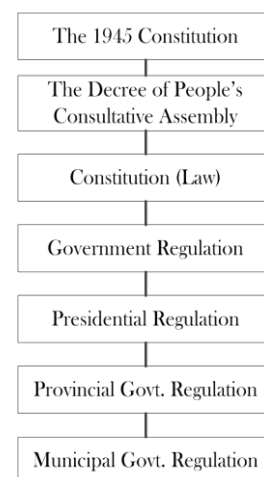 The 1945 Constitution
The Decree of People's
Consultative Assembly
Constitution (Law)
Government Regulation
Presidential Regulation
Provincial Govt. Regulation
Municipal Govt. Regulation